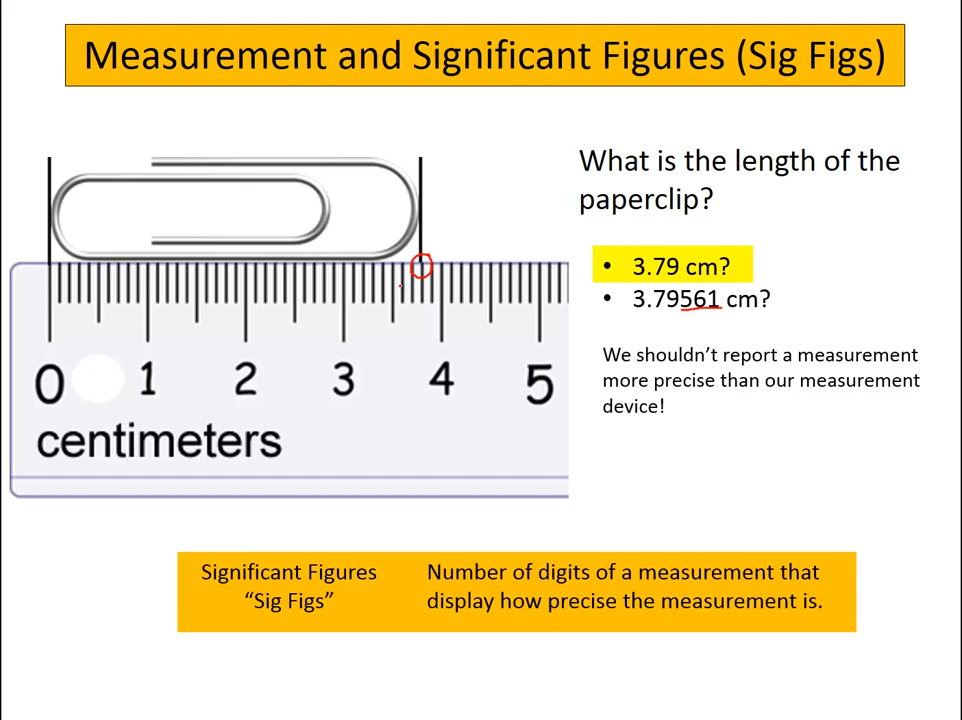 Measurement and Significant Figures (Sig Figs)
What is the length of the
paperclip?
• 3.79 cm?
• 3.79561 cm?
We shouldn’t report a measurement
more precise than our measurement
device!
0 1 2 3 4 5
centimeters
Significant Figures
“Sig Figs”
Number of digits of a measurement that
display how precise the measurement is.